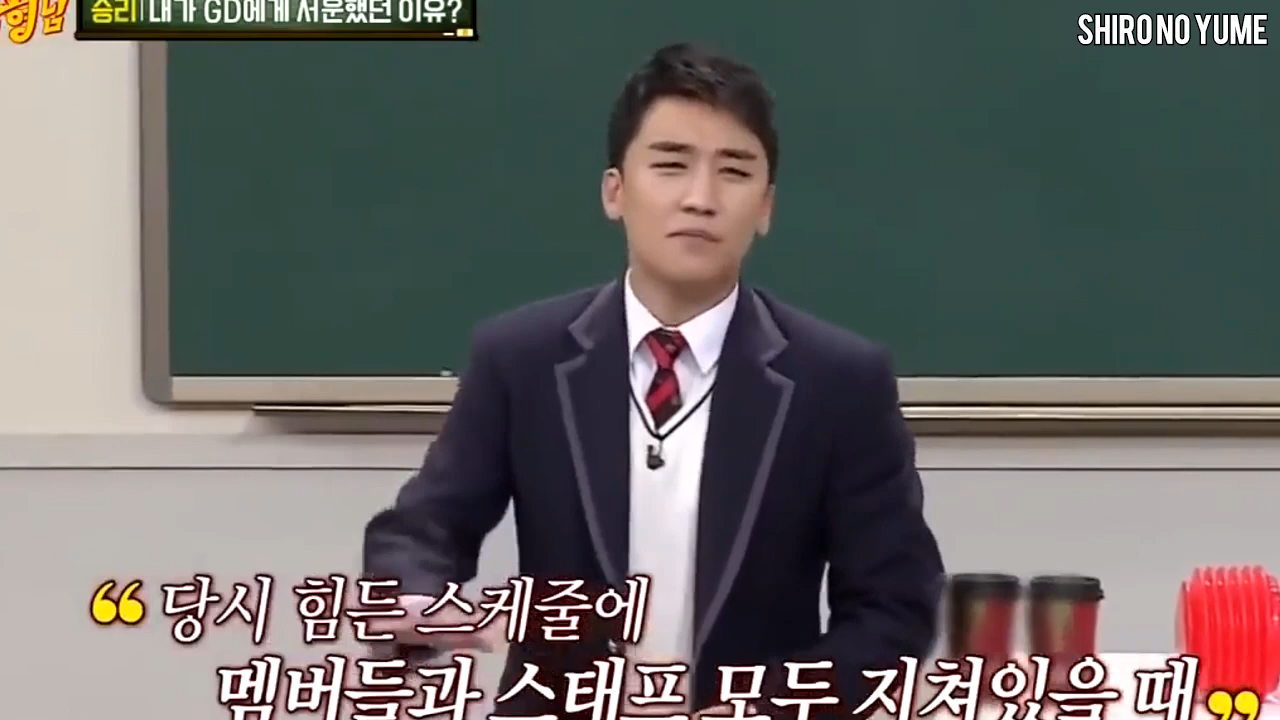 형님
승리 | 내가 GD에게 서운했던 이유?
SHIRO NO YUME
“당시 힘든 스케줄에
멤버들과 스태프 모두 지쳐있을 때”